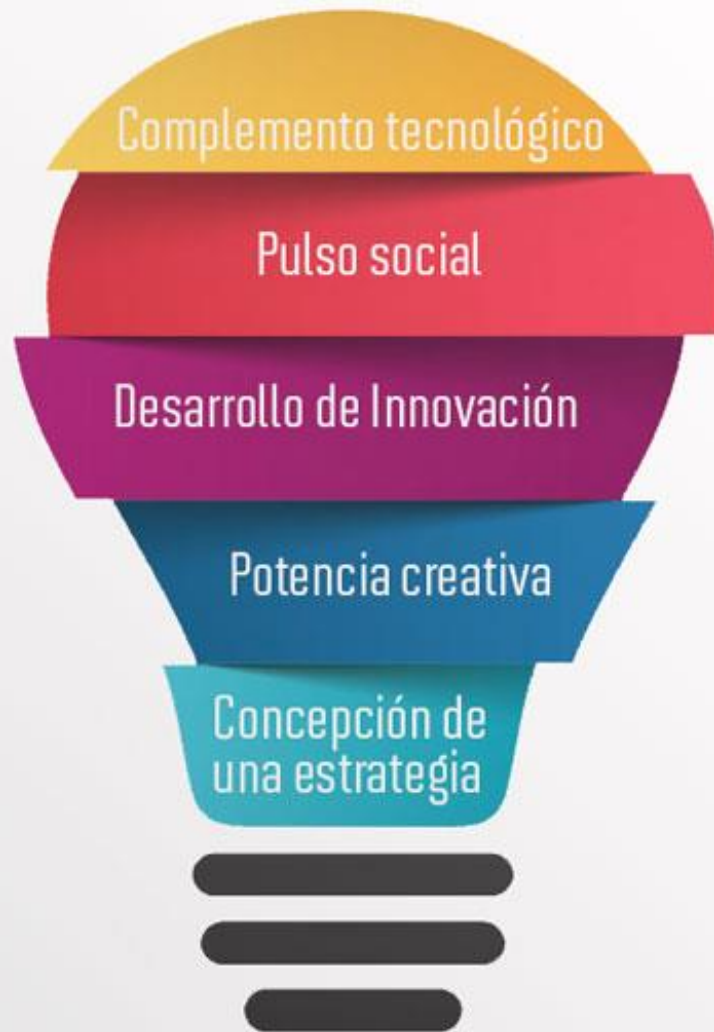 Complemento tecnológico
Pulso social
Desarrollo de Innovación
Potencia creativa
Concepción de
una estrategia